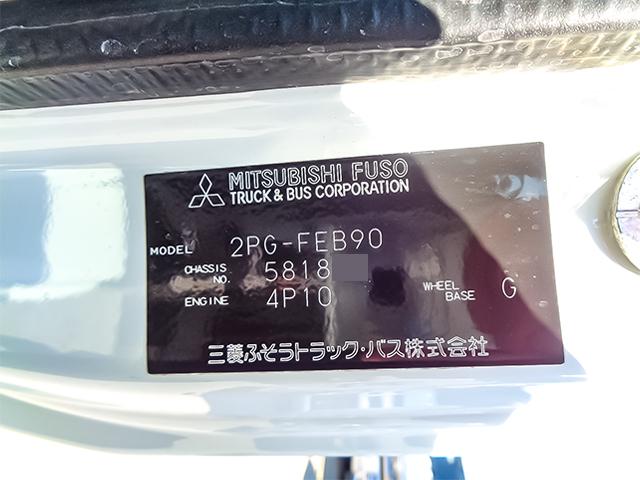 MITSUBISHI FUSO
TRUCK & BUS CORPORATION
MODEL 2PG-FEB90
CHASSIS NO. 5818
ENGINE 4P10 WHEEL BASE G
三菱ふそうトラック・バス株式会社